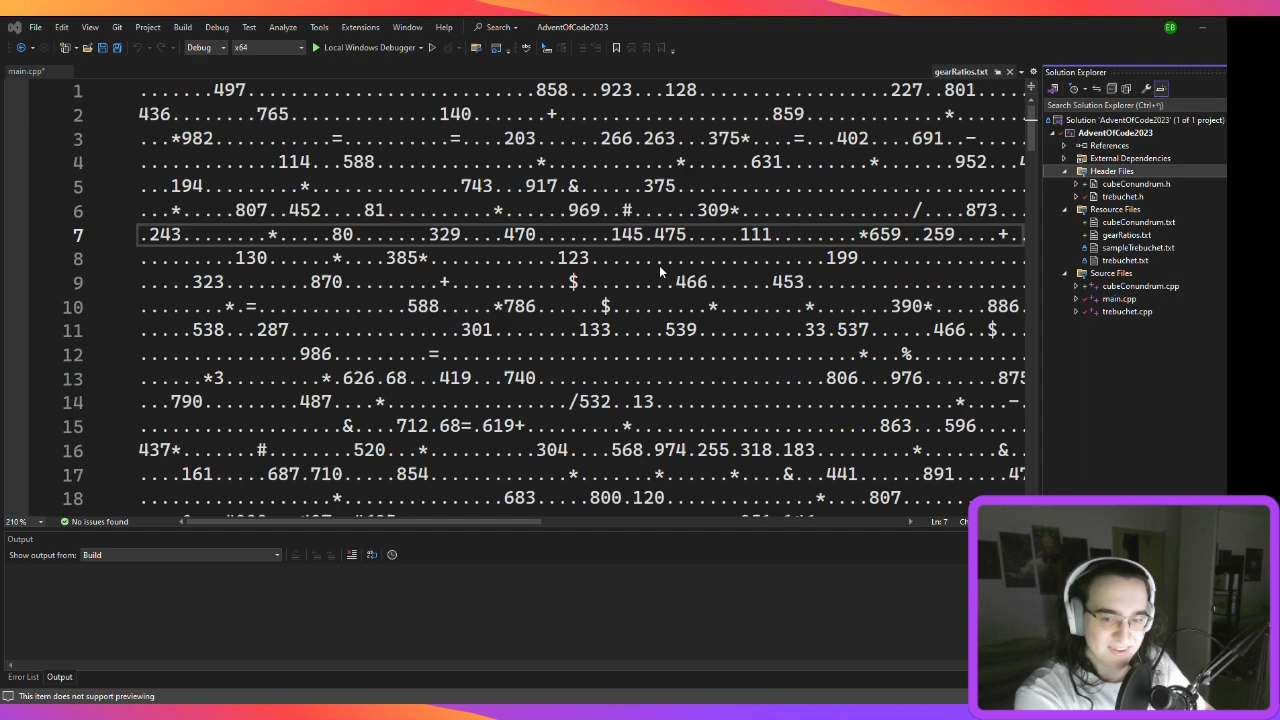 File Edit View Git Project Build Debug Test Analyze Tools Extensions Window Help Search AdventOfCode2023 EB
Debug x64 Local Windows Debugger
main.cpp* gearRatios.txt
1 .......497...........................858...923...128..................227..801....
2 436........765..............140.......+....................859.............*......
3 ...*982...........=..........=....203......266.263...375*....=...402....691..-....
4 .............114...588...............*............*......631........*.......952...
5 ...194.........*..............743...917.&......375................................
6 ...*.....807..452....81..........*......969..#......309*................/....873..
7 .243........*.....80.......329....470.......145.475.....111........*659..259....+..
8 .........130......*....385*............123......................199...............
9 .....323........870.........+...........$.........466......453....................
10 ........*.=..............588.....*786......$.........*........*.......390*.....886
11 .....538...287................301........133.....539..........33.537......466..$...
12 ...............986.........=.......................................*...%..........
13 ......*3.........*.626.68...419...740...........................806...976.......875
14 ...790.........487....*................./532..13............................*....-
15 ...................&....712.68=.619+.........*.......................863...596....
16 437*.......#........520...*..........304....568.974.255.318.183.........*.......&..
17 ....161.....687.710.....854.............*.......*......*....&...441......891.....47
18 ..................*...............683.....800.120..............*....807...........
210 % No issues found Ln: 7
Output
Show output from: Build
Error List Output
This item does not support previewing
Solution Explorer
Search Solution Explorer (Ctrl+*)
Solution 'AdventOfCode2023' (1 of 1 project)
AdventOfCode2023
References
External Dependencies
Header Files
cubeConundrum.h
trebuchet.h
Resource Files
cubeConundrum.txt
gearRatios.txt
sampleTrebuchet.txt
trebuchet.txt
Source Files
cubeConundrum.cpp
main.cpp
trebuchet.cpp